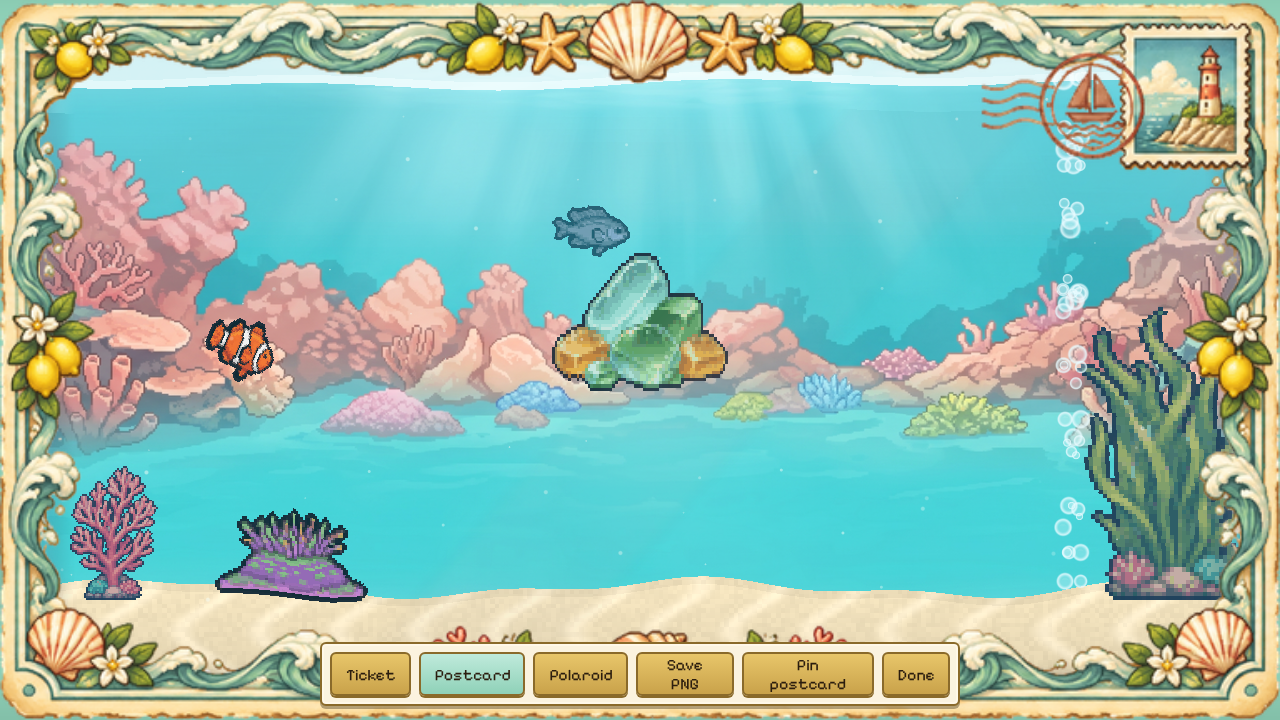 Ticket
Postcard
Polaroid
Save
PNG
Pin
postcard
Done